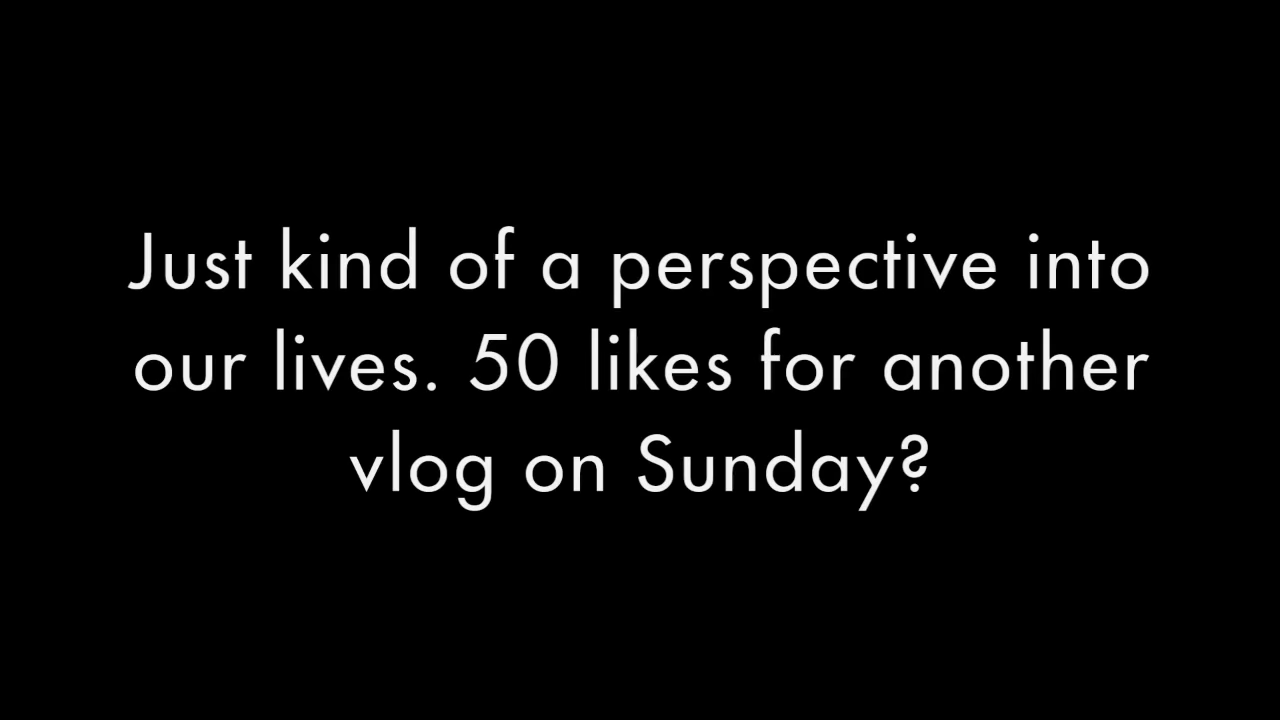 Just kind of a perspective into
our lives. 50 likes for another
vlog on Sunday?